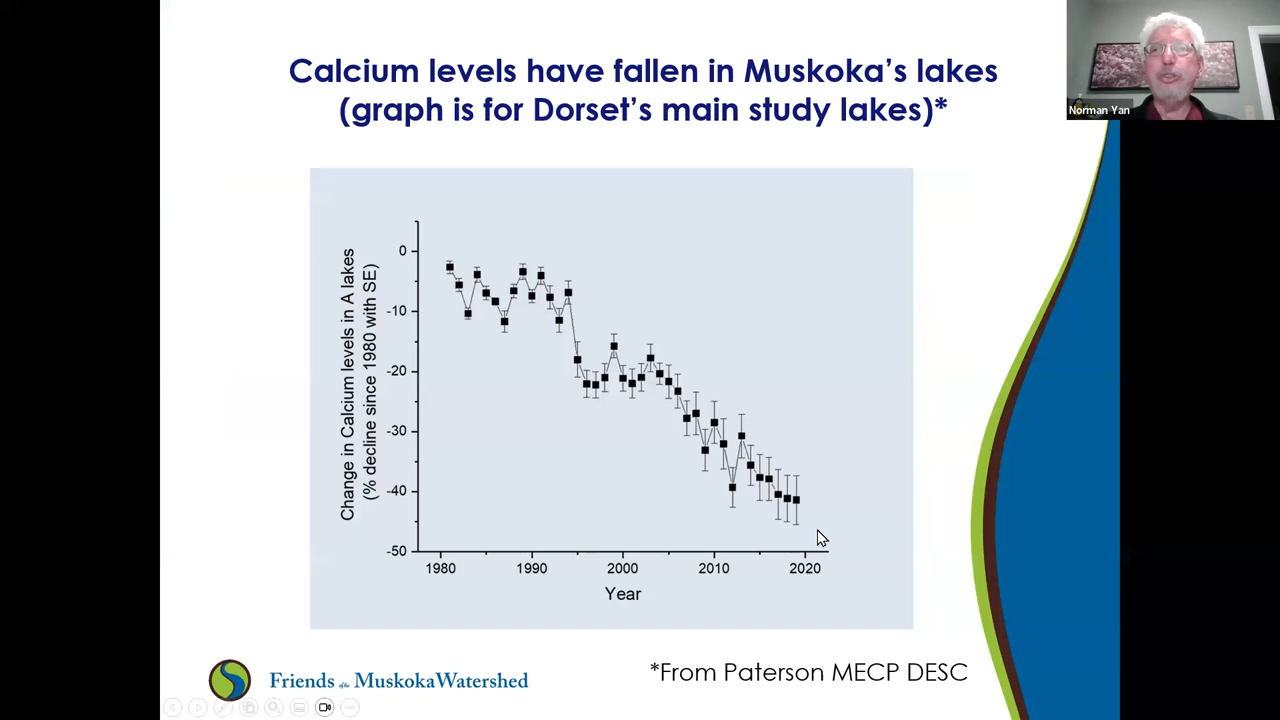 Calcium levels have fallen in Muskoka's lakes
(graph is for Dorset's main study lakes)*
Norman Yan
Change in Calcium levels in A lakes
(% decline since 1980 with SE)
0
-10
-20
-30
-40
-50
1980 1990 2000 2010 2020
Year
Friends of the MuskokaWatershed
*From Paterson MECP DESC